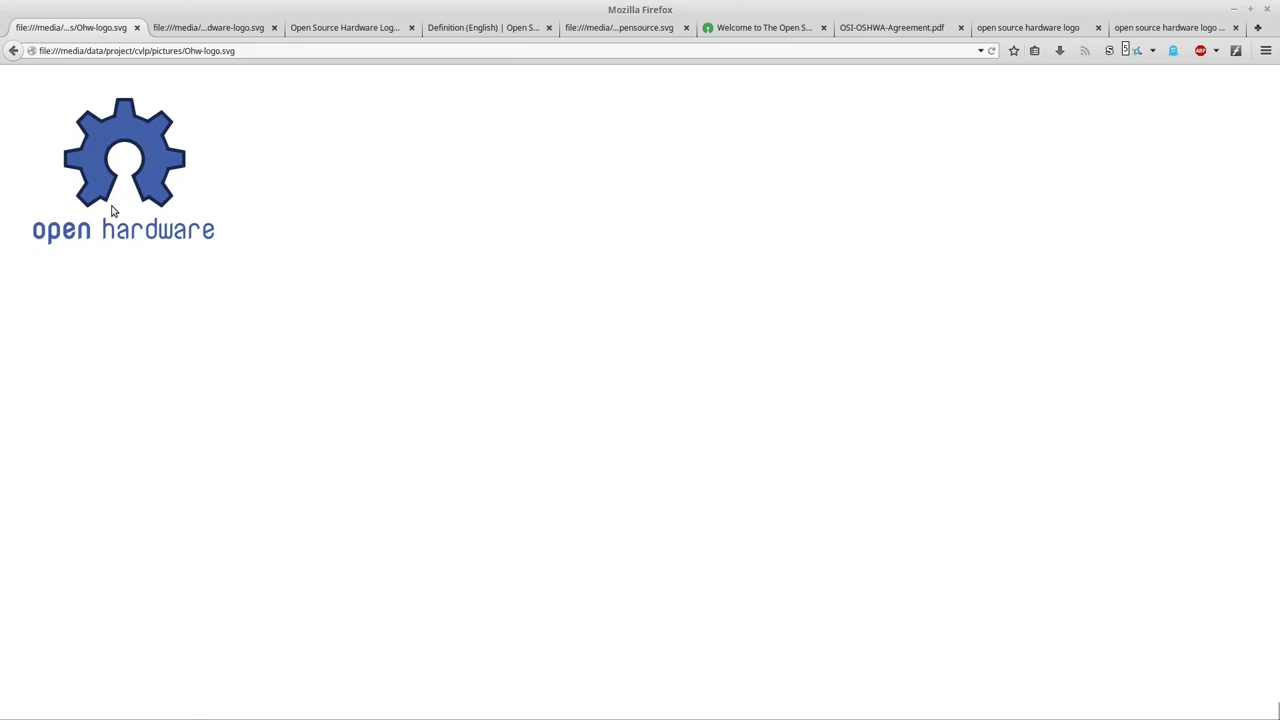 Mozilla Firefox
file:///media/...s/Ohw-logo.svg
file:///media/...dware-logo.svg
Open Source Hardware Log...
Definition (English) | Open S...
file:///media/...pensource.svg
Welcome to The Open S...
OSI-OSHWA-Agreement.pdf
open source hardware logo
open source hardware logo ...
file:///media/data/project/cvlp/pictures/Ohw-logo.svg
S
5
ABP
open hardware